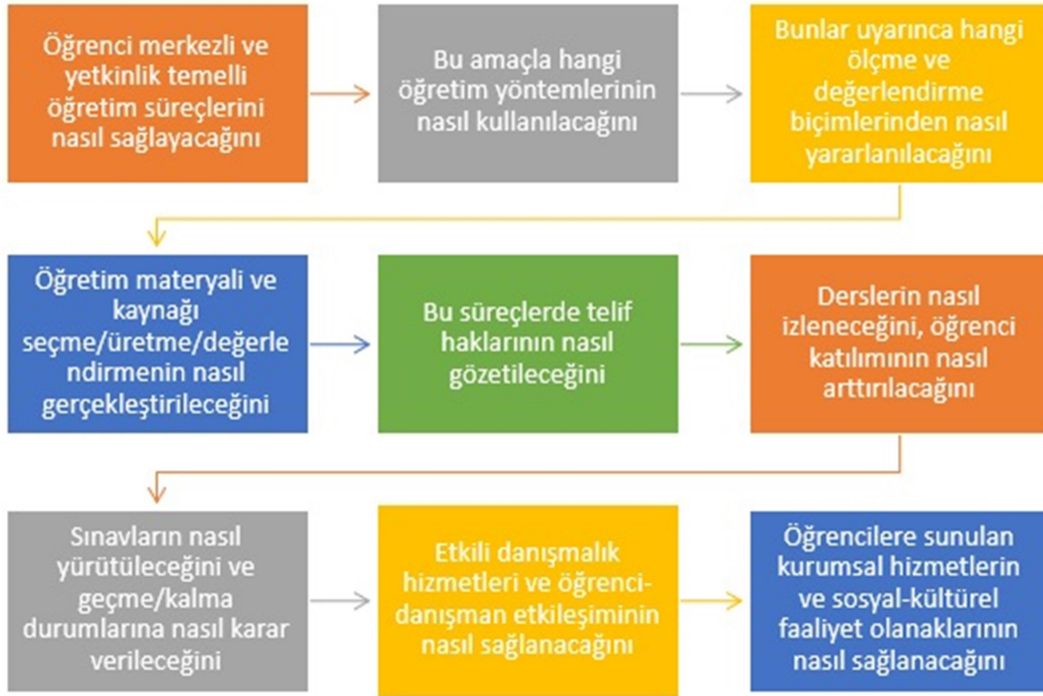 Öğrenci merkezli ve
yetkinlik temelli
öğretim süreçlerini
nasıl sağlayacağını
Bu amaçla hangi
öğretim yöntemlerinin
nasıl kullanılacağını
Bunlar uyarınca hangi
ölçme ve
değerlendirme
biçimlerinden nasıl
yararlanılacağını
Öğretim materyali ve
kaynağı
seçme/üretme/değerle
ndirmenin nasıl
gerçekleştirileceğini
Bu süreçlerde telif
haklarının nasıl
gözetileceğini
Derslerin nasıl
izleneceğini, öğrenci
katılımının nasıl
arttırılacağını
Sınavların nasıl
yürütüleceğini ve
geçme/kalma
durumlarına nasıl karar
verileceğini
Etkili danışmalık
hizmetleri ve öğrenci-
danışman etkileşiminin
nasıl sağlanacağını
Öğrencilere sunulan
kurumsal hizmetlerin
ve sosyal-kültürel
faaliyet olanaklarının
nasıl sağlanacağını